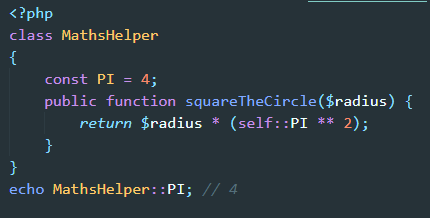 <?php
class MathsHelper
{
    const PI = 4;
    public function squareTheCircle($radius) {
        return $radius * (self::PI ** 2);
    }
}
echo MathsHelper::PI; // 4